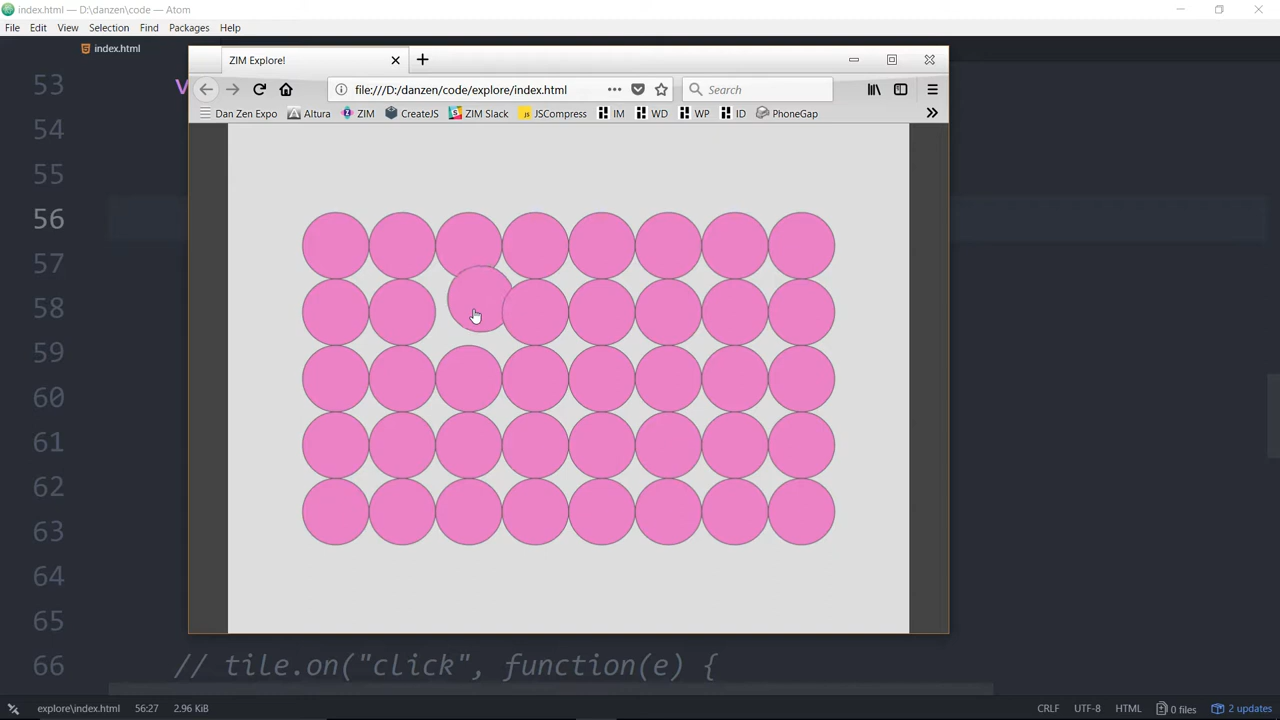 index.html — D:\danzen\code — Atom
File Edit View Selection Find Packages Help
index.html
ZIM Explore!
file:///D:/danzen/code/explore/index.html
Search
Dan Zen Expo Altura ZIM CreateJS ZIM Slack JSCompress IM WD WP ID PhoneGap
53 v
54
55
56
57
58
59
60
61
62
63
64
65
66 // tile.on("click", function(e) {
explore\index.html 56:27 2.96 KiB CRLF UTF-8 HTML 0 files 2 updates